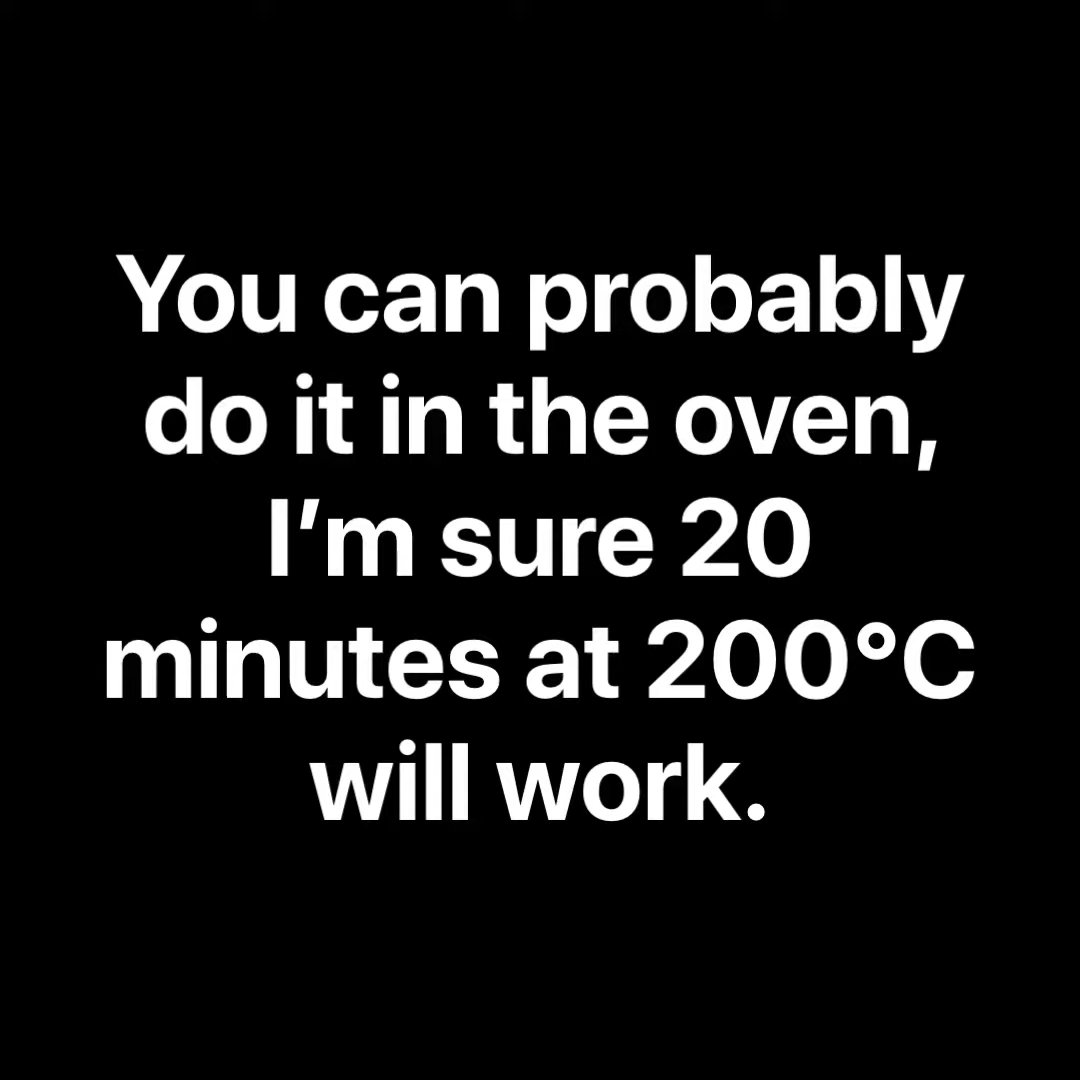 You can probably
do it in the oven,
I’m sure 20
minutes at 200°C
will work.